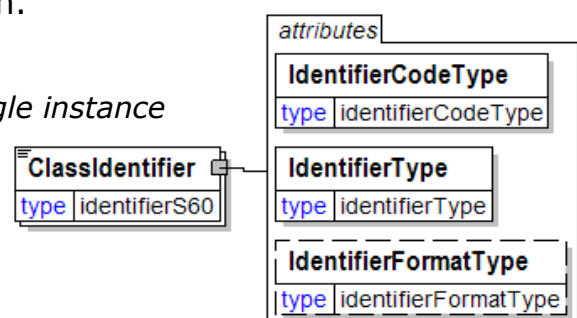 attributes
IdentifierCodeType
type identifierCodeType
gle instance
ClassIdentifier
type identifierS60
IdentifierType
type identifierType
IdentifierFormatType
type identifierFormatType